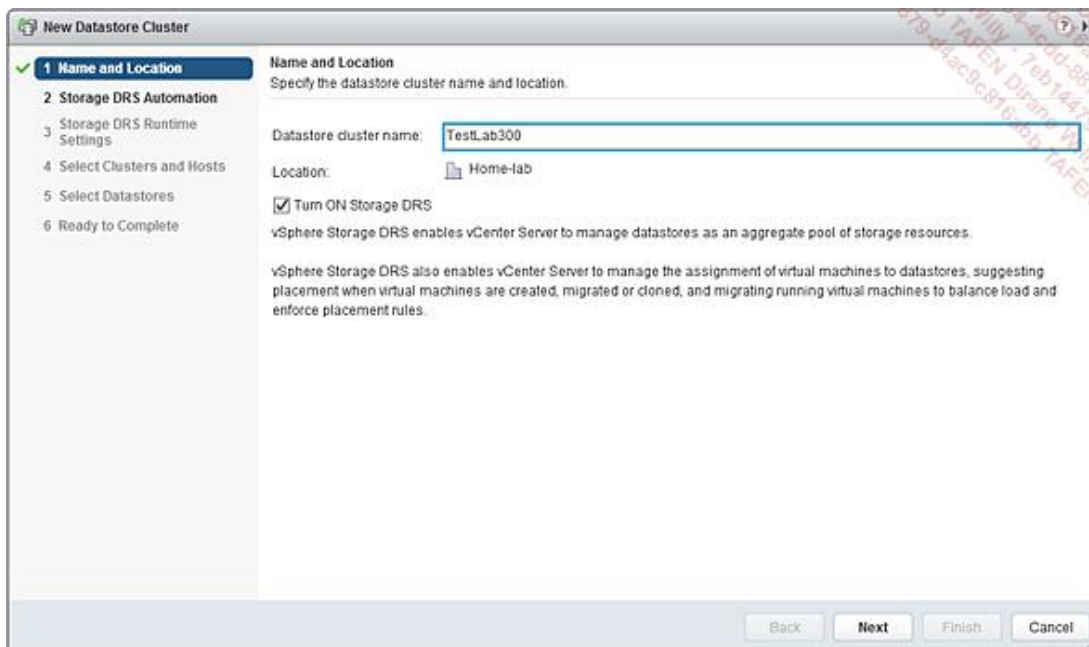 New Datastore Cluster
1 Name and Location
2 Storage DRS Automation
3 Storage DRS Runtime
Settings
4 Select Clusters and Hosts
5 Select Datastores
6 Ready to Complete
Name and Location
Specify the datastore cluster name and location.
Datastore cluster name: TestLab300
Location: Home-lab
Turn ON Storage DRS
vSphere Storage DRS enables vCenter Server to manage datastores as an aggregate pool of storage resources.
vSphere Storage DRS also enables vCenter Server to manage the assignment of virtual machines to datastores, suggesting
placement when virtual machines are created, migrated or cloned, and migrating running virtual machines to balance load and
enforce placement rules.
Back Next Finish Cancel